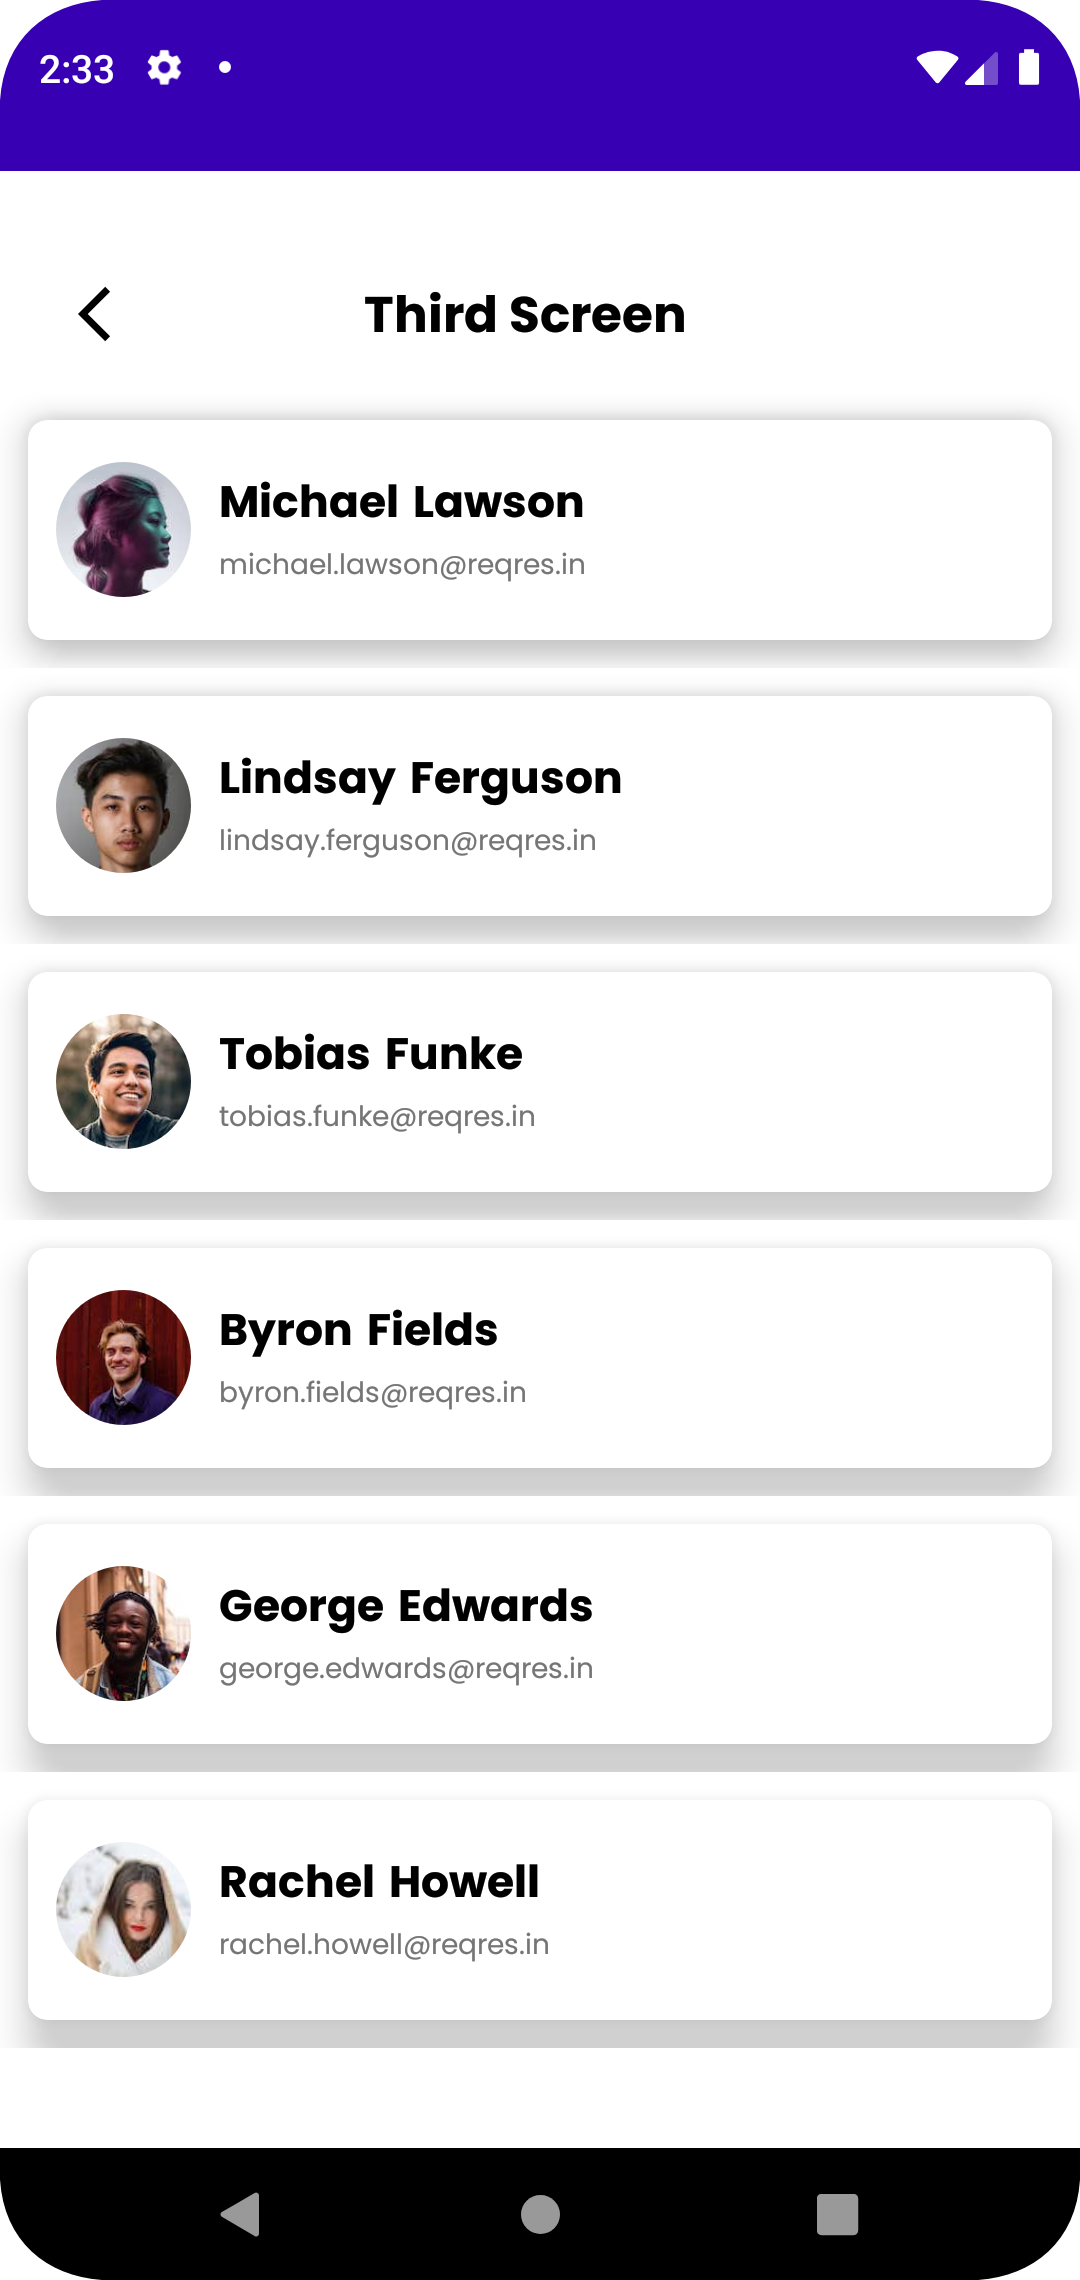 2:33
Third Screen
Michael Lawson
michael.lawson@reqres.in
Lindsay Ferguson
lindsay.ferguson@reqres.in
Tobias Funke
tobias.funke@reqres.in
Byron Fields
byron.fields@reqres.in
George Edwards
george.edwards@reqres.in
Rachel Howell
rachel.howell@reqres.in